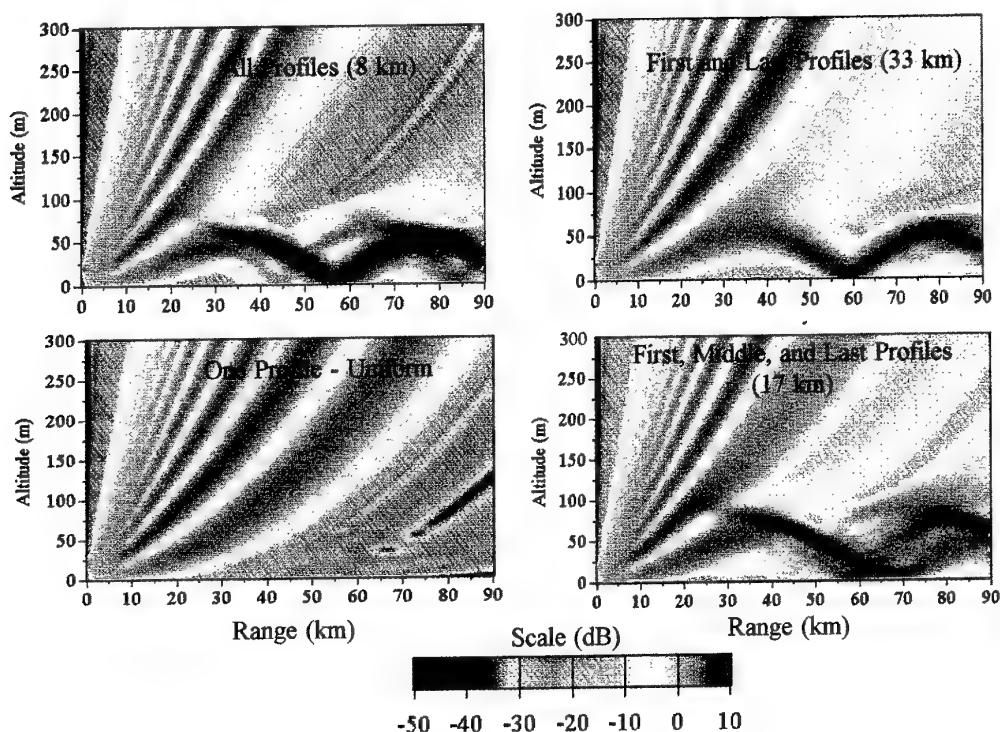 300
250
200
150
100
50
0
Altitude (m)
All Profiles (8 km)
0 10 20 30 40 50 60 70 80 90
300
250
200
150
100
50
0
Altitude (m)
First and Last Profiles (33 km)
0 10 20 30 40 50 60 70 80 90
300
250
200
150
100
50
0
Altitude (m)
One Profile - Uniform
0 10 20 30 40 50 60 70 80 90
Range (km)
300
250
200
150
100
50
0
Altitude (m)
First, Middle, and Last Profiles
(17 km)
0 10 20 30 40 50 60 70 80 90
Range (km)
Scale (dB)
-50 -40 -30 -20 -10 0 10